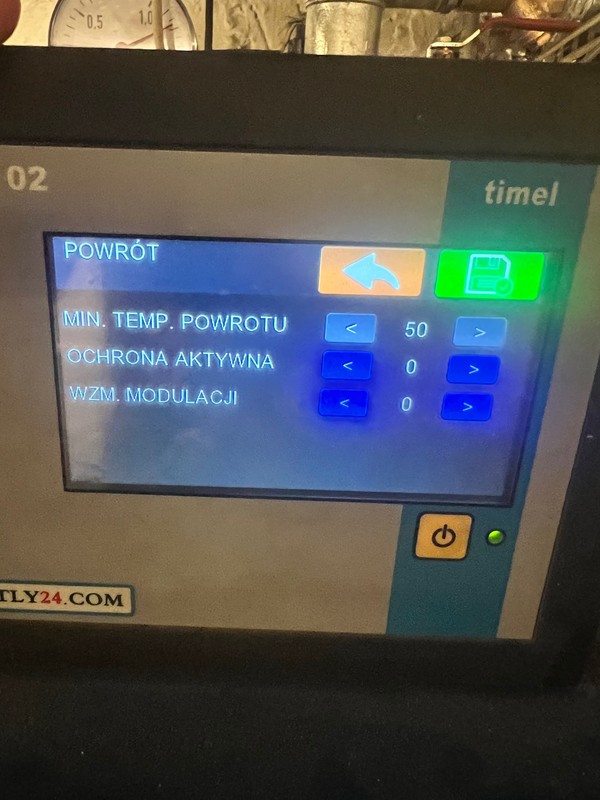 0.5 1.0
02
timel
POWRÓT
MIN. TEMP. POWROTU < 50 >
OCHRONA AKTYWNA < 0 >
WZM. MODULACJI < 0 >
TLY24.COM